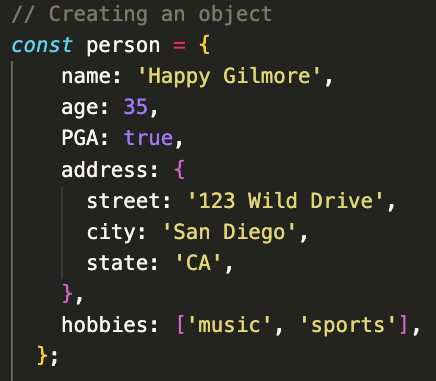 // Creating an object
const person = {
name: 'Happy Gilmore',
age: 35,
PGA: true,
address: {
street: '123 Wild Drive',
city: 'San Diego',
state: 'CA',
},
hobbies: ['music', 'sports'],
};